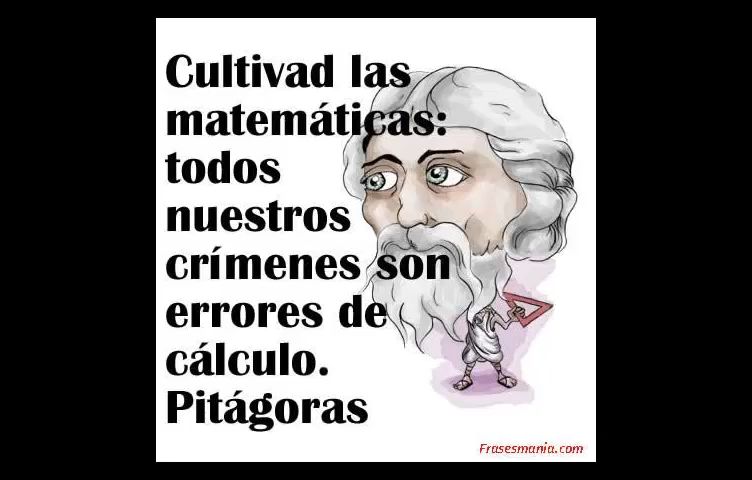 Cultivad las
matemáticas:
todos
nuestros
crímenes son
errores de
cálculo.
Pitágoras
Frasesmania.com